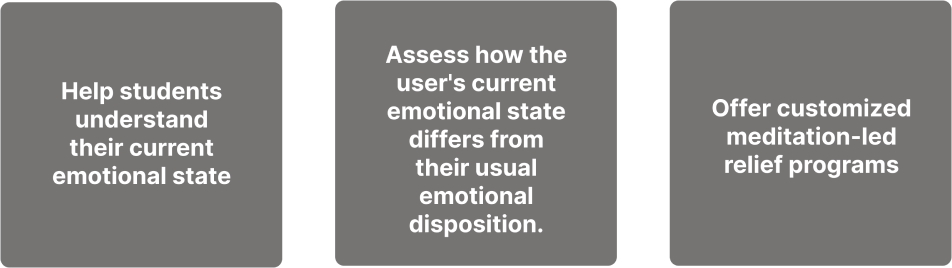 Help students
understand
their current
emotional state
Assess how the
user's current
emotional state
differs from
their usual
emotional
disposition.
Offer customized
meditation-led
relief programs